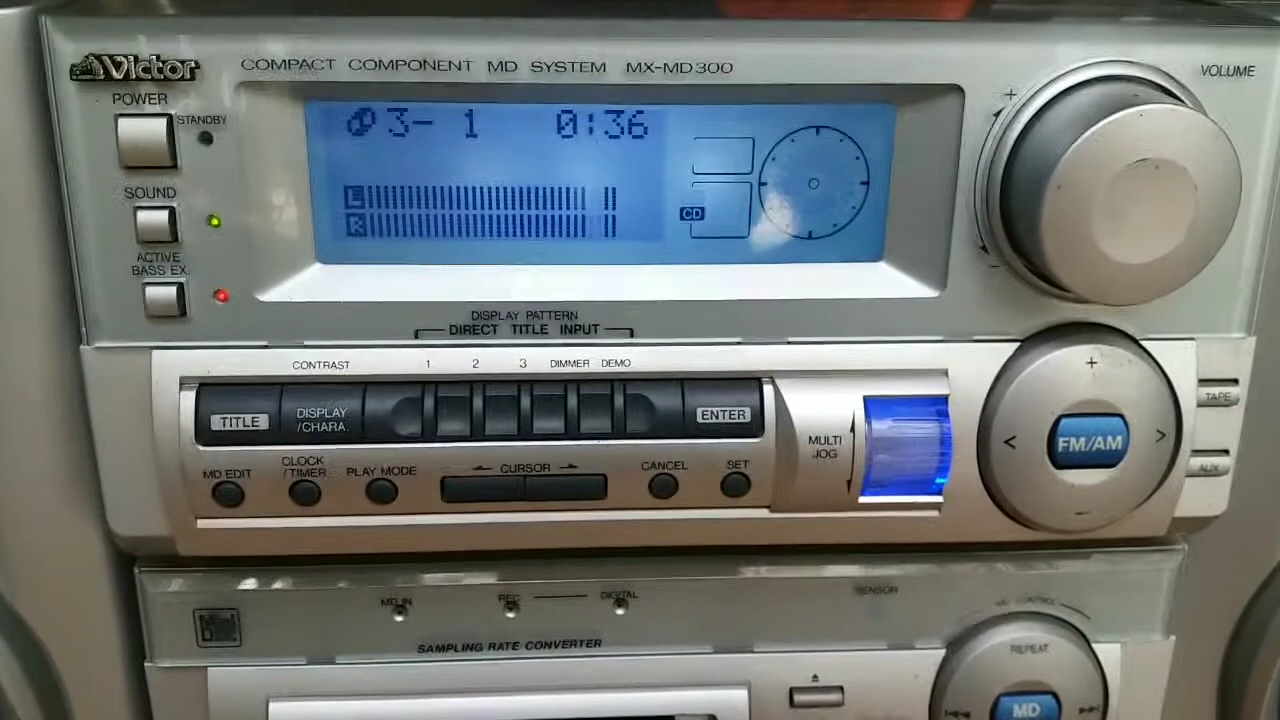 Victor
COMPACT COMPONENT MD SYSTEM MX-MD300
VOLUME
POWER
STANDBY
+
3- 1 0:36
SOUND
L
R
CD
ACTIVE
BASS EX.
-
DISPLAY PATTERN
DIRECT TITLE INPUT
CONTRAST 1 2 3 DIMMER DEMO
TITLE
DISPLAY
/CHARA.
ENTER
MULTI
JOG
+
< FM/AM >
-
TAPE
AUX
MD EDIT
CLOCK
/TIMER
PLAY MODE
CURSOR
CANCEL
SET
MD IN
REC
DIGITAL
SENSOR
SAMPLING RATE CONVERTER
REPEAT
MD